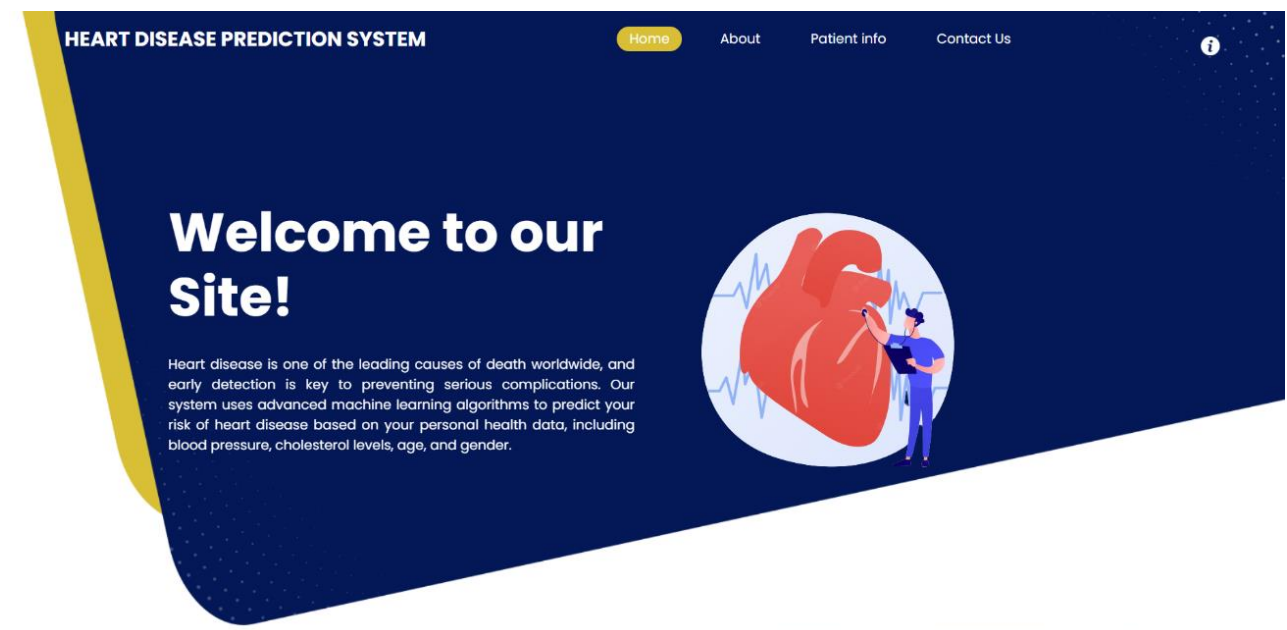 HEART DISEASE PREDICTION SYSTEM
Home
About
Patient info
Contact Us
i
Welcome to our
Site!
Heart disease is one of the leading causes of death worldwide, and
early detection is key to preventing serious complications. Our
system uses advanced machine learning algorithms to predict your
risk of heart disease based on your personal health data, including
blood pressure, cholesterol levels, age, and gender.